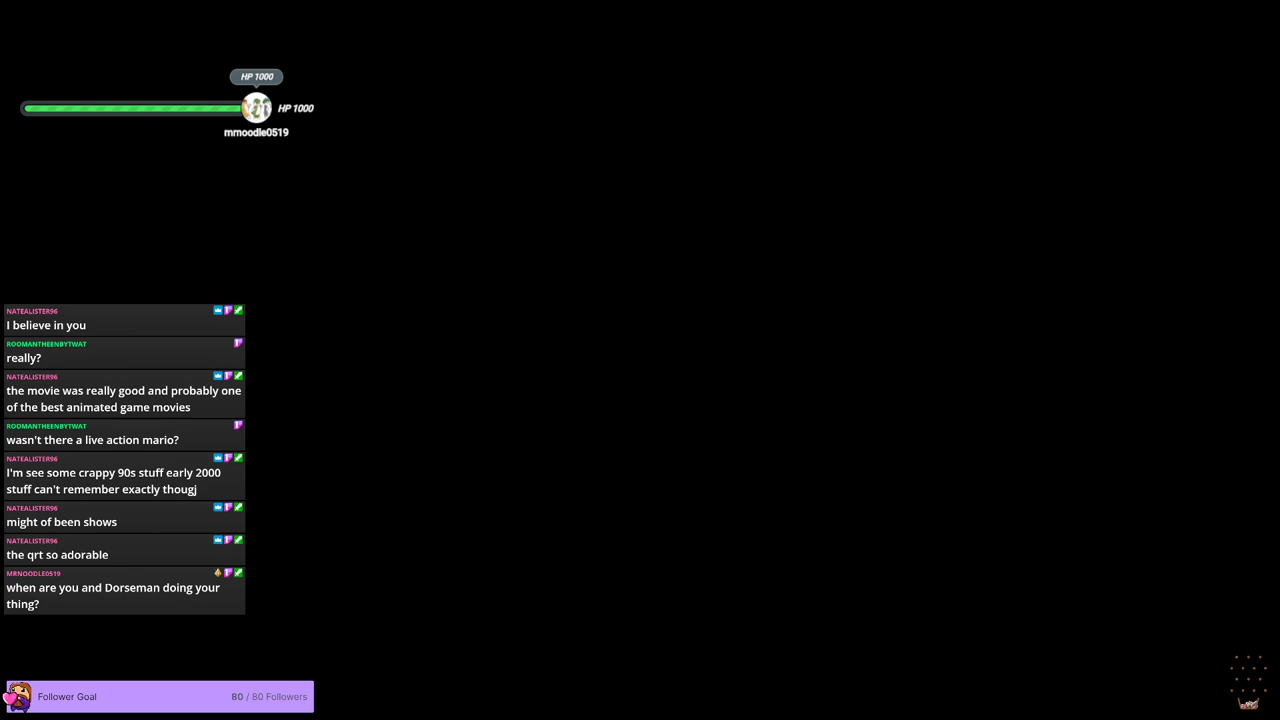 HP 1000
HP 1000
mrnoodle0519
NATEALISTER96
I believe in you
ROOMANTHEENBYTWAT
really?
NATEALISTER96
the movie was really good and probably one
of the best animated game movies
ROOMANTHEENBYTWAT
wasn't there a live action mario?
NATEALISTER96
I'm see some crappy 90s stuff early 2000
stuff can't remember exactly thougj
NATEALISTER96
might of been shows
NATEALISTER96
the qrt so adorable
MRNOODLE0519
when are you and Dorseman doing your
thing?
Follower Goal
80 / 80 Followers